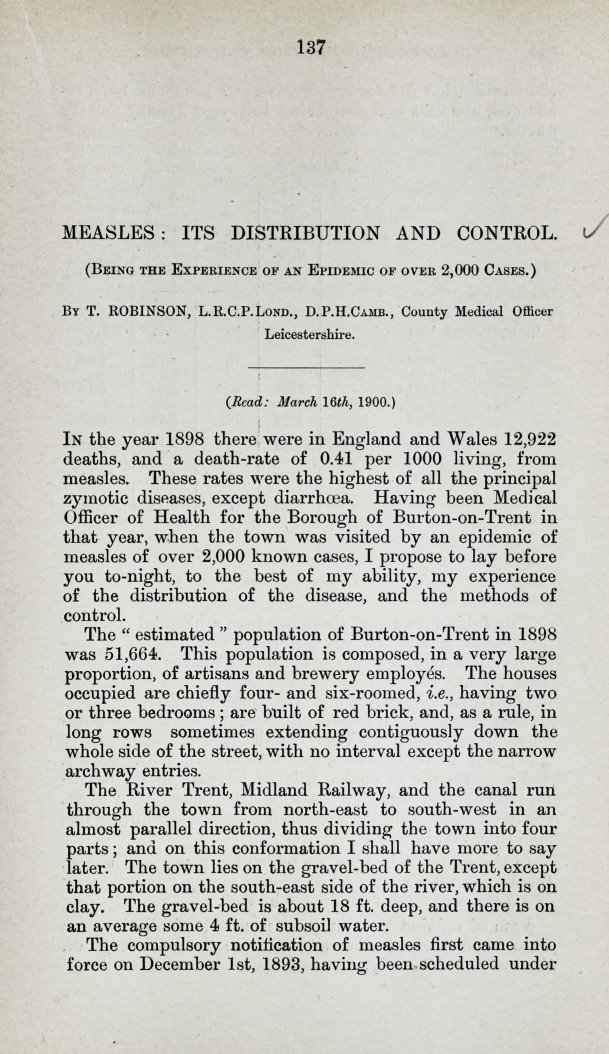 137
MEASLES: ITS DISTRIBUTION AND CONTROL.
(BEING THE EXPERIENCE OF AN EPIDEMIC OF OVER 2,000 CASES.)
BY T. ROBINSON, L.R.C.P.LOND., D.P.H.CAMB., County Medical Officer
Leicestershire.
(Read: March 16th, 1900.)
IN the year 1898 there were in England and Wales 12,922
deaths, and a death-rate of 0.41 per 1000 living, from
measles. These rates were the highest of all the principal
zymotic diseases, except diarrhœa. Having been Medical
Officer of Health for the Borough of Burton-on-Trent in
that year, when the town was visited by an epidemic of
measles of over 2,000 known cases, I propose to lay before
you to-night, to the best of my ability, my experience
of the distribution of the disease, and the methods of
control.
The “ estimated ” population of Burton-on-Trent in 1898
was 51,664. This population is composed, in a very large
proportion, of artisans and brewery employés. The houses
occupied are chiefly four- and six-roomed, i.e., having two
or three bedrooms ; are built of red brick, and, as a rule, in
long rows sometimes extending contiguously down the
whole side of the street, with no interval except the narrow
archway entries.
The River Trent, Midland Railway, and the canal run
through the town from north-east to south-west in an
almost parallel direction, thus dividing the town into four
parts ; and on this conformation I shall have more to say
later. The town lies on the gravel-bed of the Trent, except
that portion on the south-east side of the river, which is on
clay. The gravel-bed is about 18 ft. deep, and there is on
an average some 4 ft. of subsoil water.
The compulsory notification of measles first came into
force on December 1st, 1893, having been scheduled under